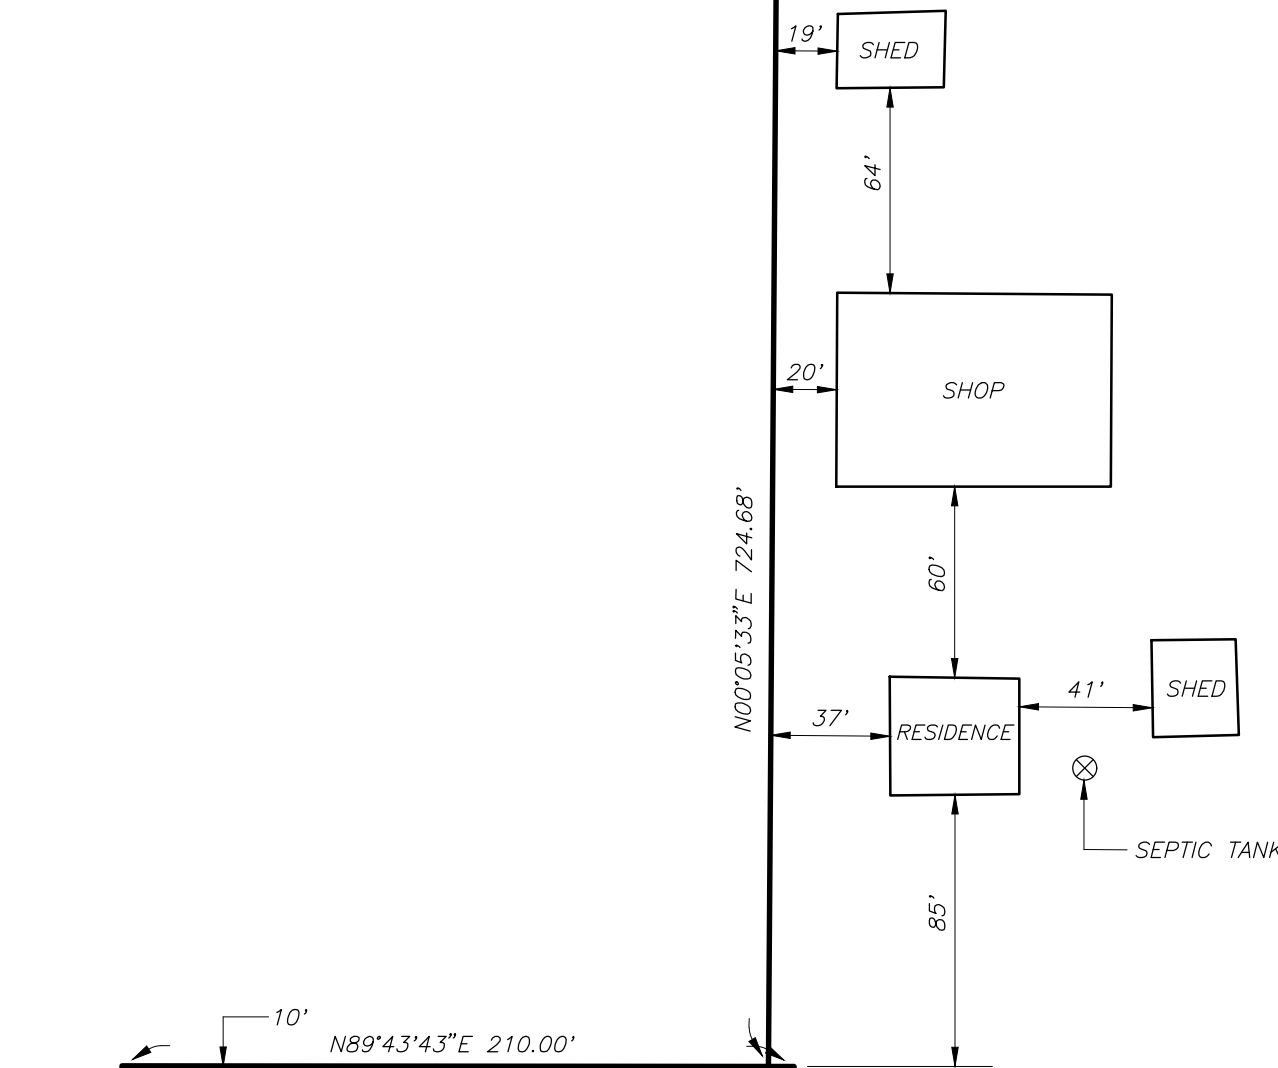 19'
SHED
64'
20'
SHOP
N00°05'33"E 724.68'
60'
41'
SHED
37'
RESIDENCE
SEPTIC TANK
85'
10'
N89°43'43"E 210.00'